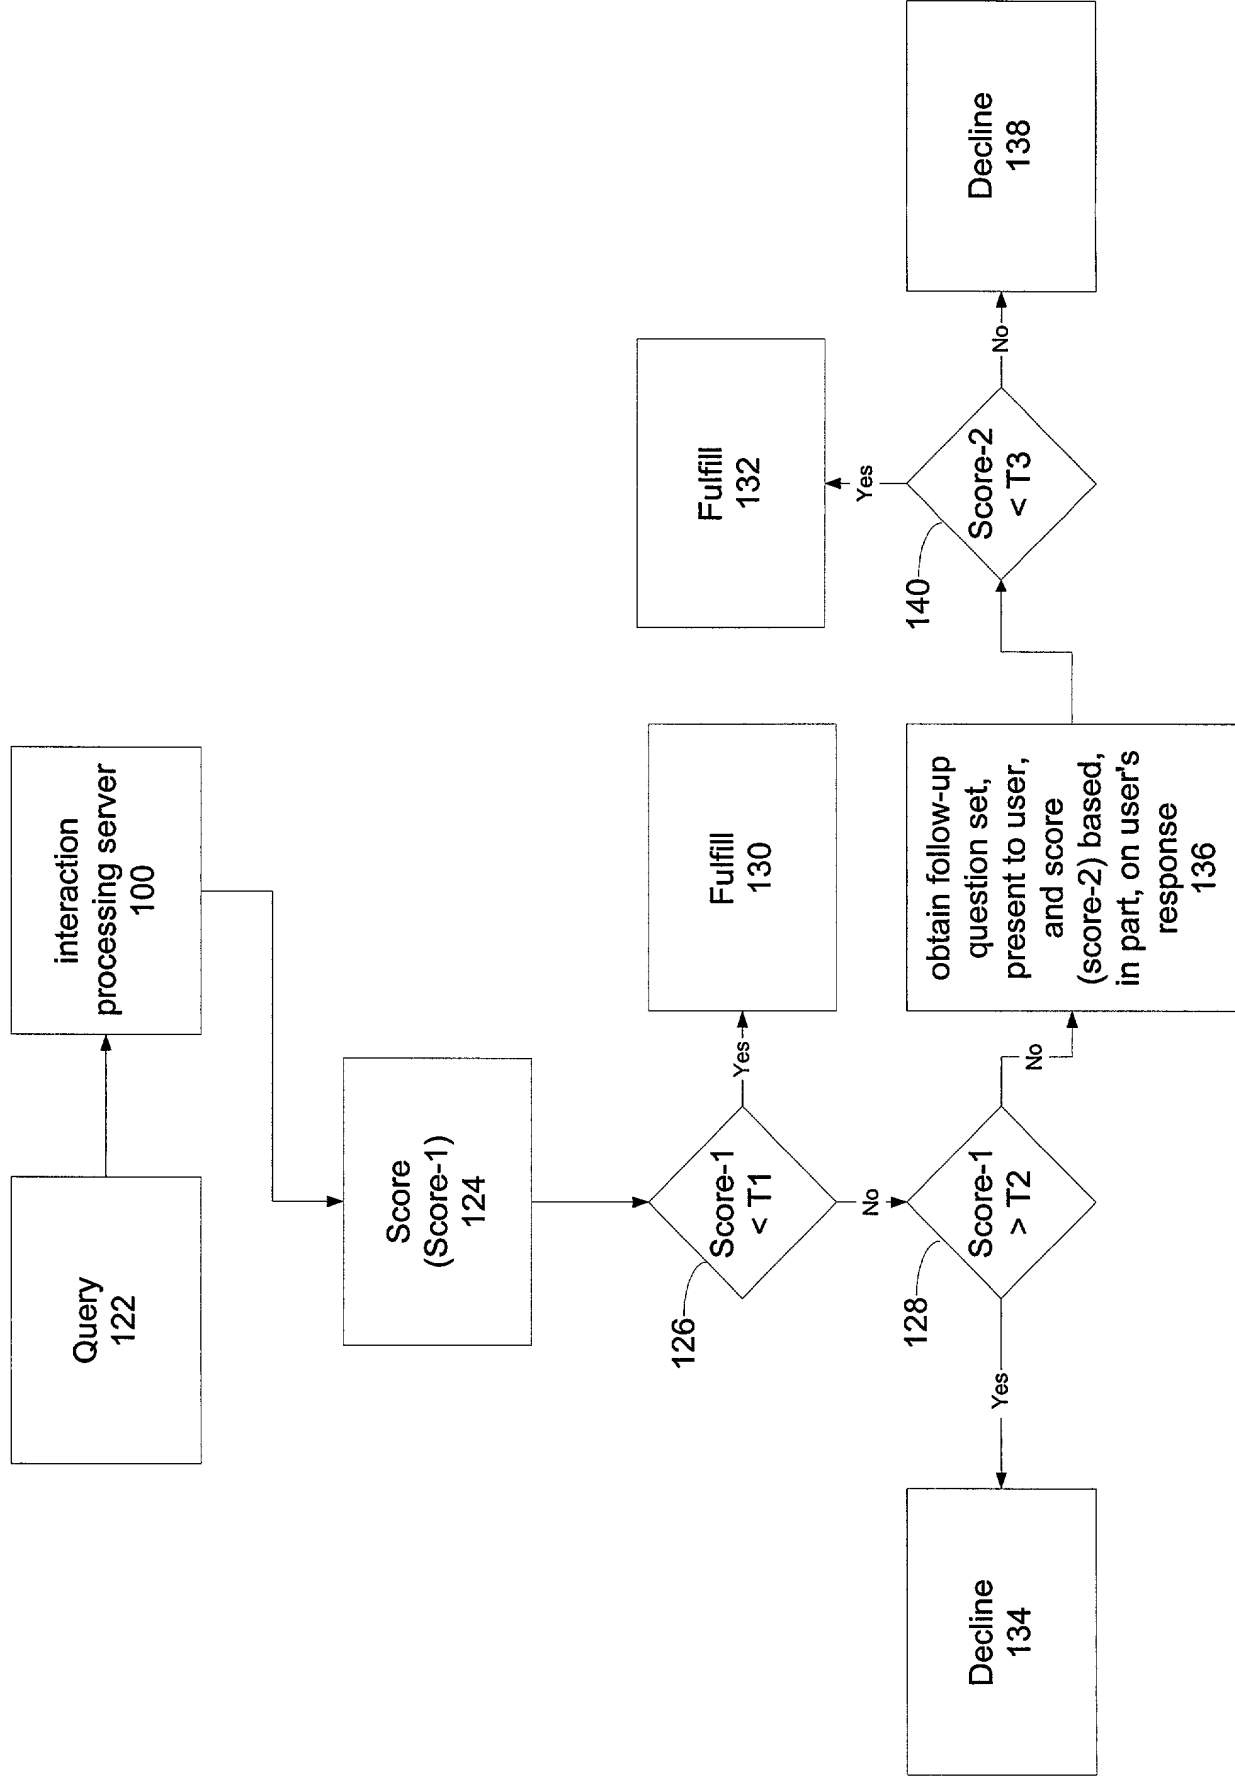 Query
122
interaction
processing server
100
Score
(Score-1)
124
126
Score-1
< T1
Yes
Fulfill
130
No
128
Score-1
> T2
Yes
Decline
134
No
obtain follow-up
question set,
present to user,
and score
(score-2) based,
in part, on user's
response
136
140
Score-2
< T3
Yes
Fulfill
132
No
Decline
138